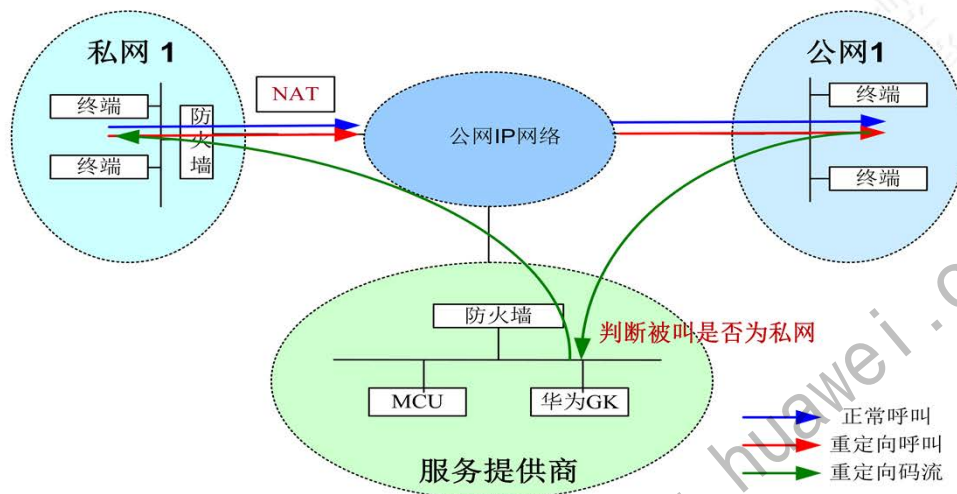 私网 1
公网1
NAT
终端
防火墙
终端
公网IP网络
终端
终端
防火墙
判断被叫是否为私网
MCU
华为GK
服务提供商
正常呼叫
重定向呼叫
重定向码流
huawei.c